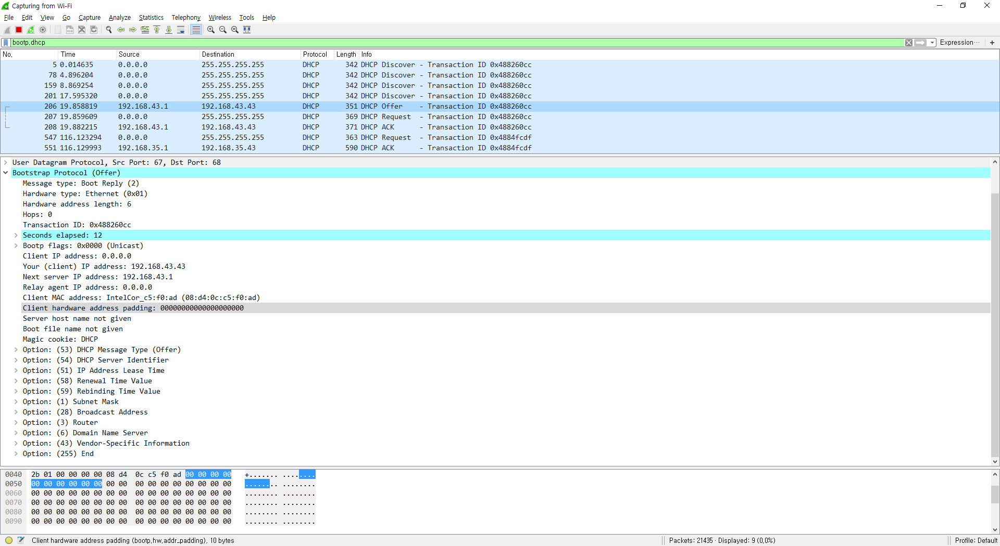 Capturing from Wi-Fi
File Edit View Go Capture Analyze Statistics Telephony Wireless Tools Help
bootp.dhcp Expression… +
No. Time Source Destination Protocol Length Info
5 0.014635 0.0.0.0 255.255.255.255 DHCP 342 DHCP Discover - Transaction ID 0x488260cc
78 4.896204 0.0.0.0 255.255.255.255 DHCP 342 DHCP Discover - Transaction ID 0x488260cc
159 8.869254 0.0.0.0 255.255.255.255 DHCP 342 DHCP Discover - Transaction ID 0x488260cc
201 17.595320 0.0.0.0 255.255.255.255 DHCP 342 DHCP Discover - Transaction ID 0x488260cc
206 19.858819 192.168.43.1 192.168.43.43 DHCP 351 DHCP Offer - Transaction ID 0x488260cc
207 19.859609 0.0.0.0 255.255.255.255 DHCP 369 DHCP Request - Transaction ID 0x488260cc
208 19.882215 192.168.43.1 192.168.43.43 DHCP 371 DHCP ACK - Transaction ID 0x488260cc
547 116.123294 0.0.0.0 255.255.255.255 DHCP 363 DHCP Request - Transaction ID 0x4884fcdf
551 116.129993 192.168.35.1 192.168.35.43 DHCP 590 DHCP ACK - Transaction ID 0x4884fcdf
User Datagram Protocol, Src Port: 67, Dst Port: 68
Bootstrap Protocol (Offer)
Message type: Boot Reply (2)
Hardware type: Ethernet (0x01)
Hardware address length: 6
Hops: 0
Transaction ID: 0x488260cc
Seconds elapsed: 12
Bootp flags: 0x0000 (Unicast)
Client IP address: 0.0.0.0
Your (client) IP address: 192.168.43.43
Next server IP address: 192.168.43.1
Relay agent IP address: 0.0.0.0
Client MAC address: IntelCor_c5:f0:ad (08:d4:0c:c5:f0:ad)
Client hardware address padding: 00000000000000000000
Server host name not given
Boot file name not given
Magic cookie: DHCP
Option: (53) DHCP Message Type (Offer)
Option: (54) DHCP Server Identifier
Option: (51) IP Address Lease Time
Option: (58) Renewal Time Value
Option: (59) Rebinding Time Value
Option: (1) Subnet Mask
Option: (28) Broadcast Address
Option: (3) Router
Option: (6) Domain Name Server
Option: (43) Vendor-Specific Information
Option: (255) End
0040 2b 01 00 00 00 00 08 d4 0c c5 f0 ad 00 00 00 00 +....... ........
0050 00 00 00 00 00 00 00 00 00 00 00 00 00 00 00 00 ........ ........
0060 00 00 00 00 00 00 00 00 00 00 00 00 00 00 00 00 ........ ........
0070 00 00 00 00 00 00 00 00 00 00 00 00 00 00 00 00 ........ ........
0080 00 00 00 00 00 00 00 00 00 00 00 00 00 00 00 00 ........ ........
0090 00 00 00 00 00 00 00 00 00 00 00 00 00 00 00 00 ........ ........
Client hardware address padding (bootp.hw.addr_padding), 10 bytes Packets: 21435 · Displayed: 9 (0.0%) Profile: Default